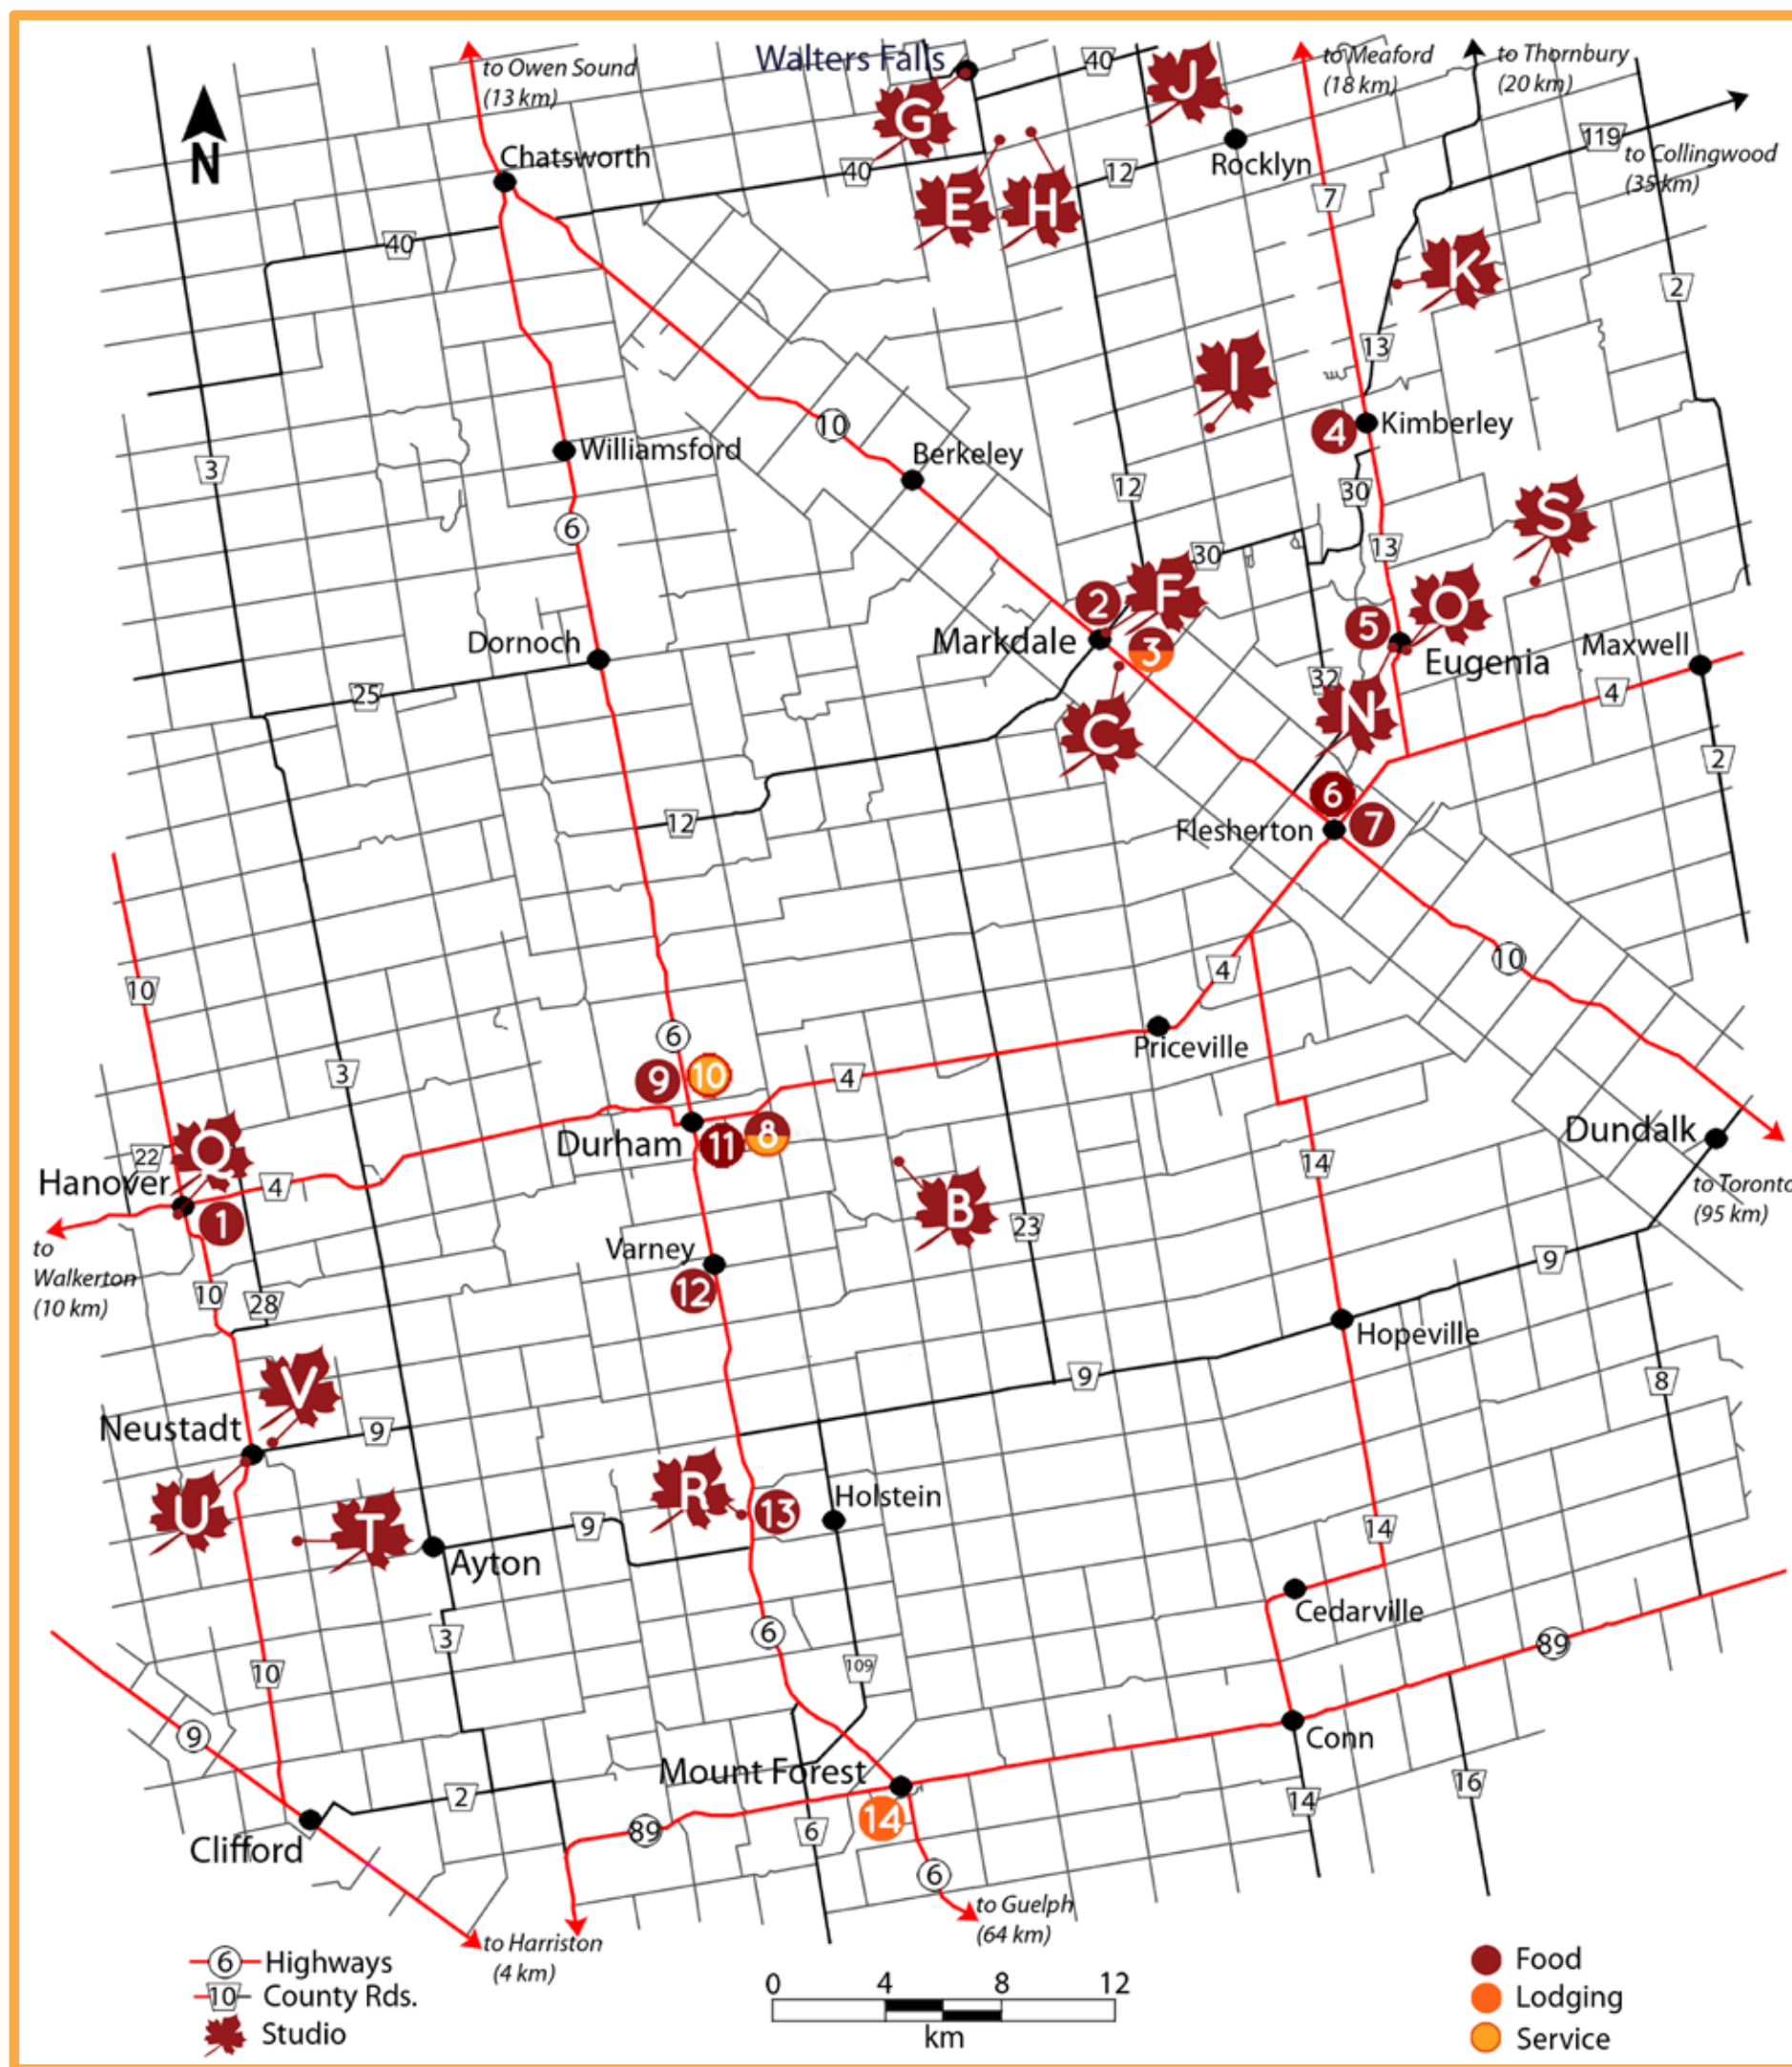 Walters Falls
40
J
to Meaford
(18 km)
to Thornbury
(20 km)
to Owen Sound
(13 km)
G
N
119
to Collingwood
(35 km)
Chatsworth
40
12
Rocklyn
7
E
H
40
K
2
13
I
10
4
Kimberley
Williamsford
Berkeley
3
12
30
S
6
13
30
2
F
O
5
Dornoch
Markdale
3
Eugenia
Maxwell
25
32
4
N
C
2
12
6
7
Flesherton
10
4
10
6
Priceville
3
9
10
4
Durham
11
8
Dundalk
22
Q
Hanover
4
14
to Toronto
(95 km)
1
B
23
to
Walkerton
(10 km)
Varney
9
10
28
12
Hopeville
V
9
8
Neustadt
9
R
13
Holstein
U
T
9
14
Ayton
Cedarville
3
6
89
10
109
9
Conn
Mount Forest
2
16
14
14
89
6
Clifford
6
to Guelph
(64 km)
to Harriston
(4 km)
6 Highways
10 County Rds.
Studio
0 4 8 12
km
Food
Lodging
Service